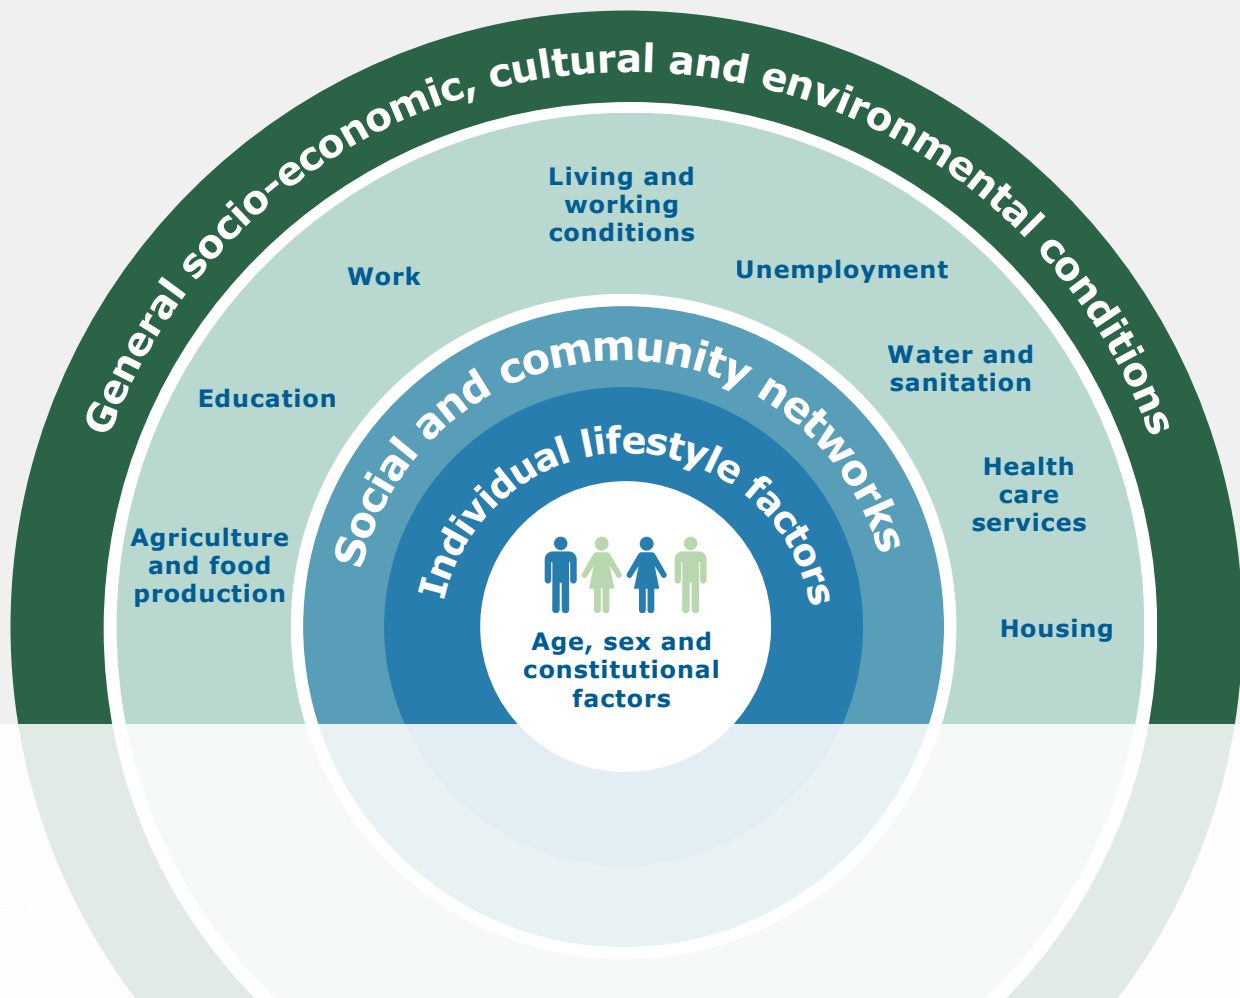 General socio-economic, cultural and environmental conditions
Living and
working
conditions
Work
Unemployment
Education
Water and
sanitation
Agriculture
and food
production
Health
care
services
Housing
Social and community networks
Individual lifestyle factors
Age, sex and
constitutional
factors